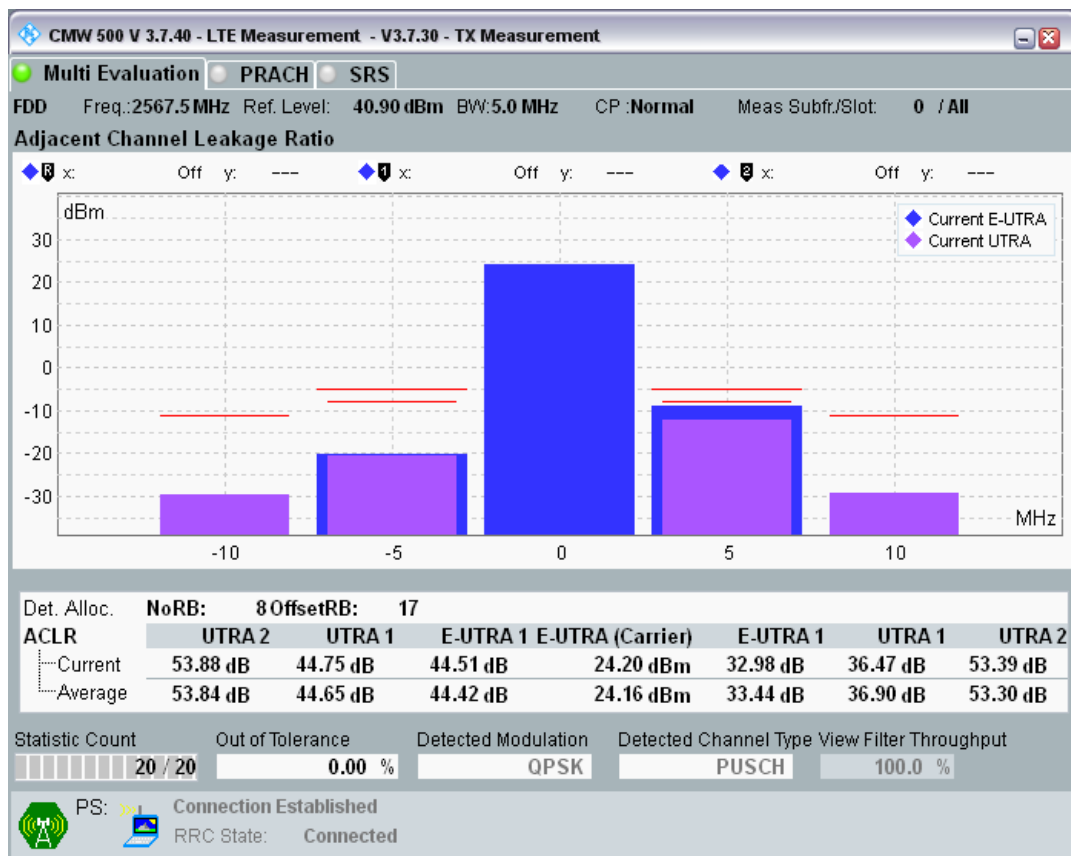 CMW 500 V 3.7.40 - LTE Measurement - V3.7.30 - TX Measurement
Multi Evaluation PRACH SRS
FDD Freq.:2567.5 MHz Ref. Level: 40.90 dBm BW:5.0 MHz CP :Normal Meas Subfr./Slot: 0 / All
Adjacent Channel Leakage Ratio
R x: Off y: --- 1 x: Off y: --- 2 x: Off y: ---
dBm
Current E-UTRA
Current UTRA
30
20
10
0
-10
-20
-30
MHz
-10 -5 0 5 10
Det. Alloc. NoRB: 8 OffsetRB: 17
ACLR UTRA 2 UTRA 1 E-UTRA 1 E-UTRA (Carrier) E-UTRA 1 UTRA 1 UTRA 2
Current 53.88 dB 44.75 dB 44.51 dB 24.20 dBm 32.98 dB 36.47 dB 53.39 dB
Average 53.84 dB 44.65 dB 44.42 dB 24.16 dBm 33.44 dB 36.90 dB 53.30 dB
Statistic Count Out of Tolerance Detected Modulation Detected Channel Type View Filter Throughput
20 / 20 0.00 % QPSK PUSCH 100.0 %
PS: Connection Established
RRC State: Connected